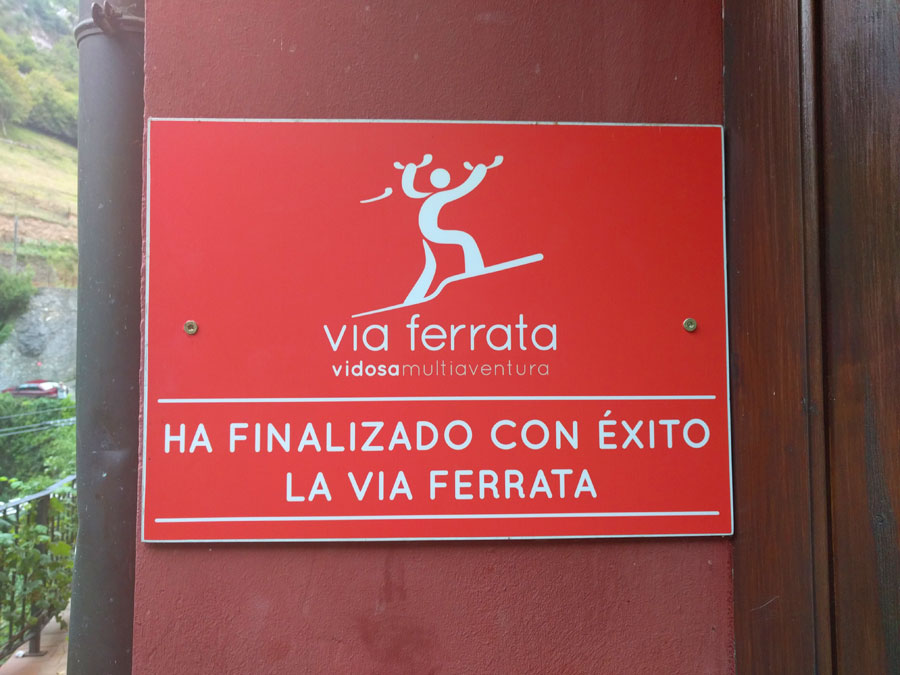 via ferrata
vidosamultiaventura
HA FINALIZADO CON ÉXITO
LA VIA FERRATA